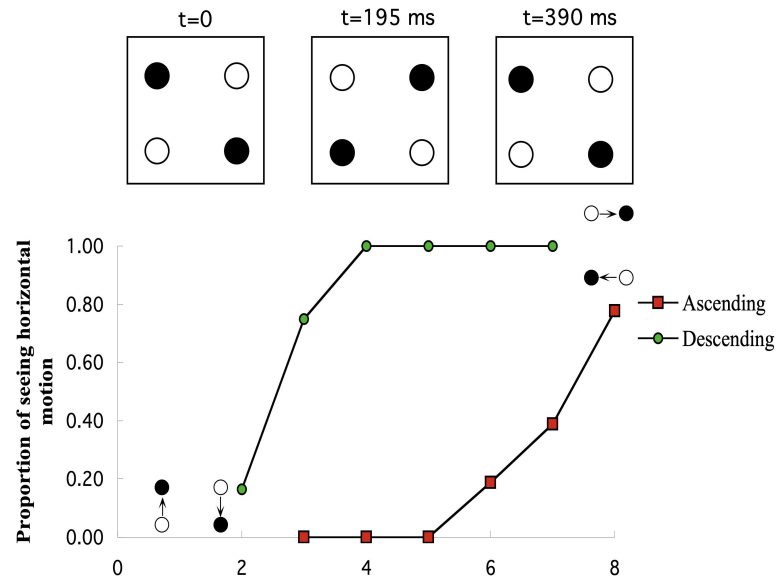 t=0
t=195 ms
t=390 ms
Proportion of seeing horizontal
motion
1.00
0.80
0.60
0.40
0.20
0.00
0
2
4
6
8
Ascending
Descending